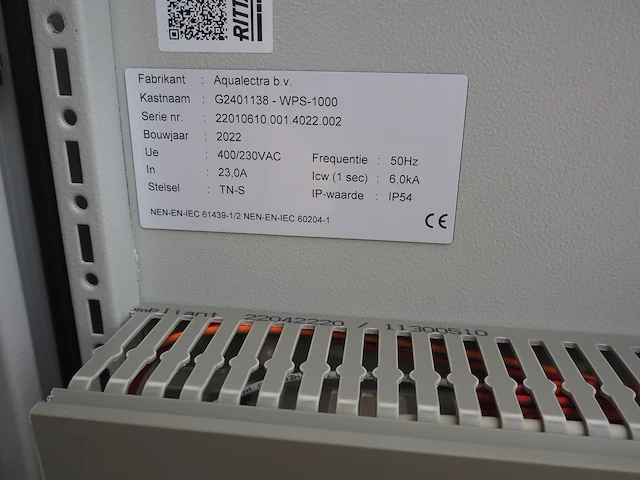 RITT
Fabrikant : Aqualectra b.v.
Kastnaam : G2401138 - WPS-1000
Serie nr. : 22010610.001.4022.002
Bouwjaar : 2022
Ue : 400/230VAC Frequentie : 50Hz
In : 23,0A Icw (1 sec) : 6,0kA
Stelsel : TN-S IP-waarde : IP54
NEN-EN-IEC 61439-1/2 NEN-EN-IEC 60204-1 CE
mpliant 22042220 / 11300510